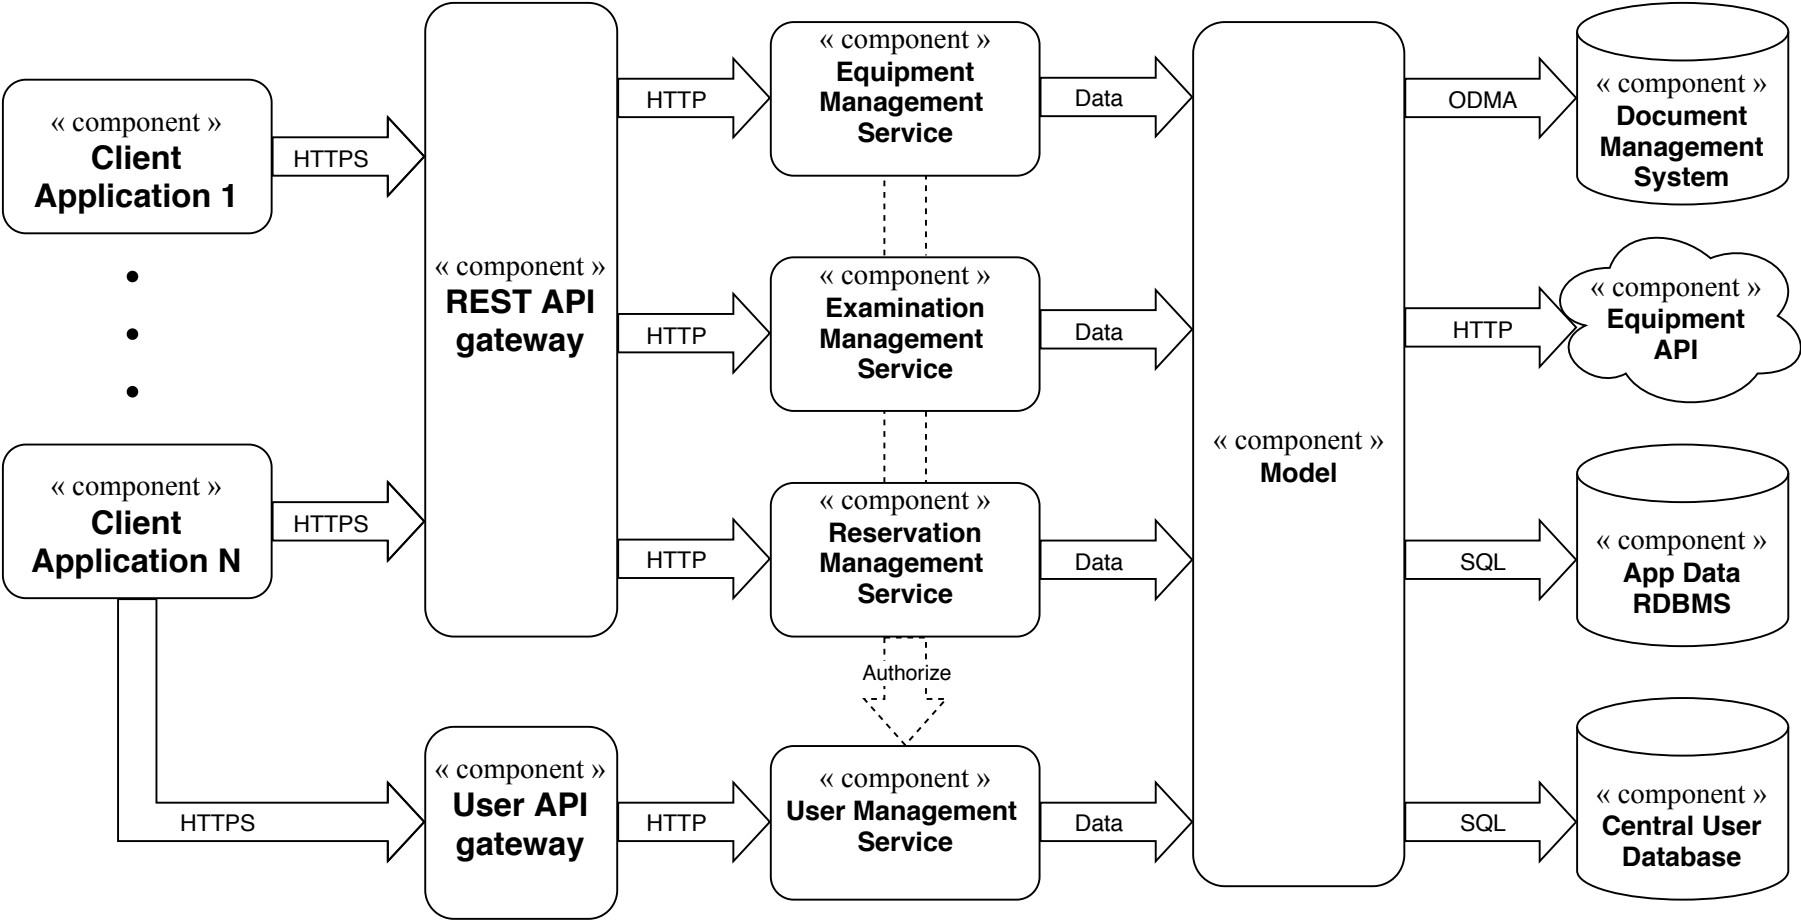 « component »
Client
Application 1
HTTPS
« component »
Client
Application N
HTTPS
HTTPS
« component »
REST API
gateway
« component »
User API
gateway
HTTP
HTTP
HTTP
HTTP
« component »
Equipment
Management
Service
« component »
Examination
Management
Service
« component »
Reservation
Management
Service
Authorize
« component »
User Management
Service
Data
Data
Data
Data
« component »
Model
ODMA
HTTP
SQL
SQL
« component »
Document
Management
System
« component »
Equipment
API
« component »
App Data
RDBMS
« component »
Central User
Database